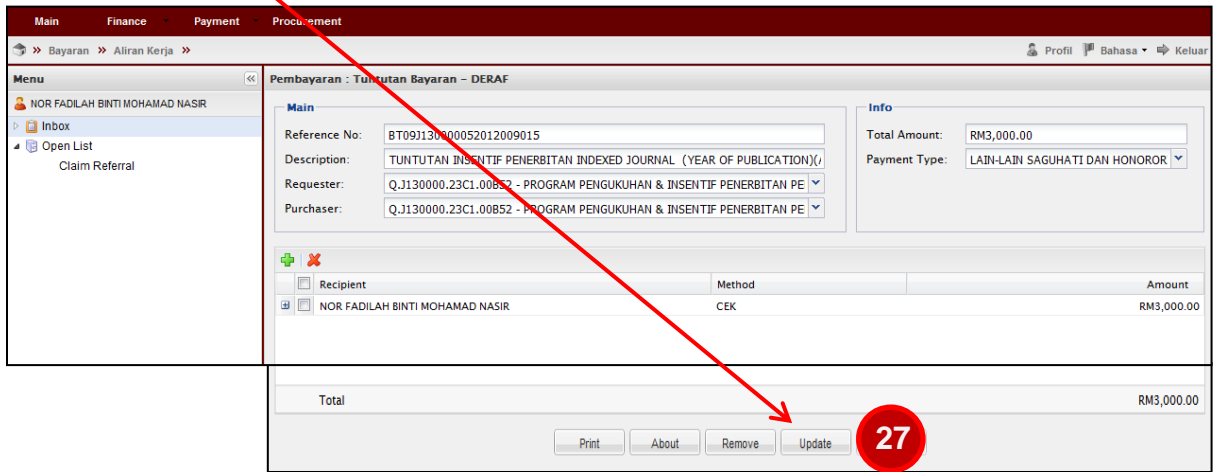 Main Finance Payment Procurement
» Bayaran » Aliran Kerja » Profil Bahasa Keluar
Menu
NOR FADILAH BINTI MOHAMAD NASIR
Inbox
Open List
Claim Referral
Pembayaran : Tuntutan Bayaran - DERAF
Main
Reference No: BT09J130000052012009015
Description: TUNTUTAN INSENTIF PENERBITAN INDEXED JOURNAL (YEAR OF PUBLICATION)(
Requester: Q.J130000.23C1.00B52 - PROGRAM PENGUKUHAN & INSENTIF PENERBITAN PE
Purchaser: Q.J130000.23C1.00B52 - PROGRAM PENGUKUHAN & INSENTIF PENERBITAN PE
Info
Total Amount: RM3,000.00
Payment Type: LAIN-LAIN SAGUHATI DAN HONOROR
Recipient Method Amount
NOR FADILAH BINTI MOHAMAD NASIR CEK RM3,000.00
Total RM3,000.00
Print About Remove Update 27